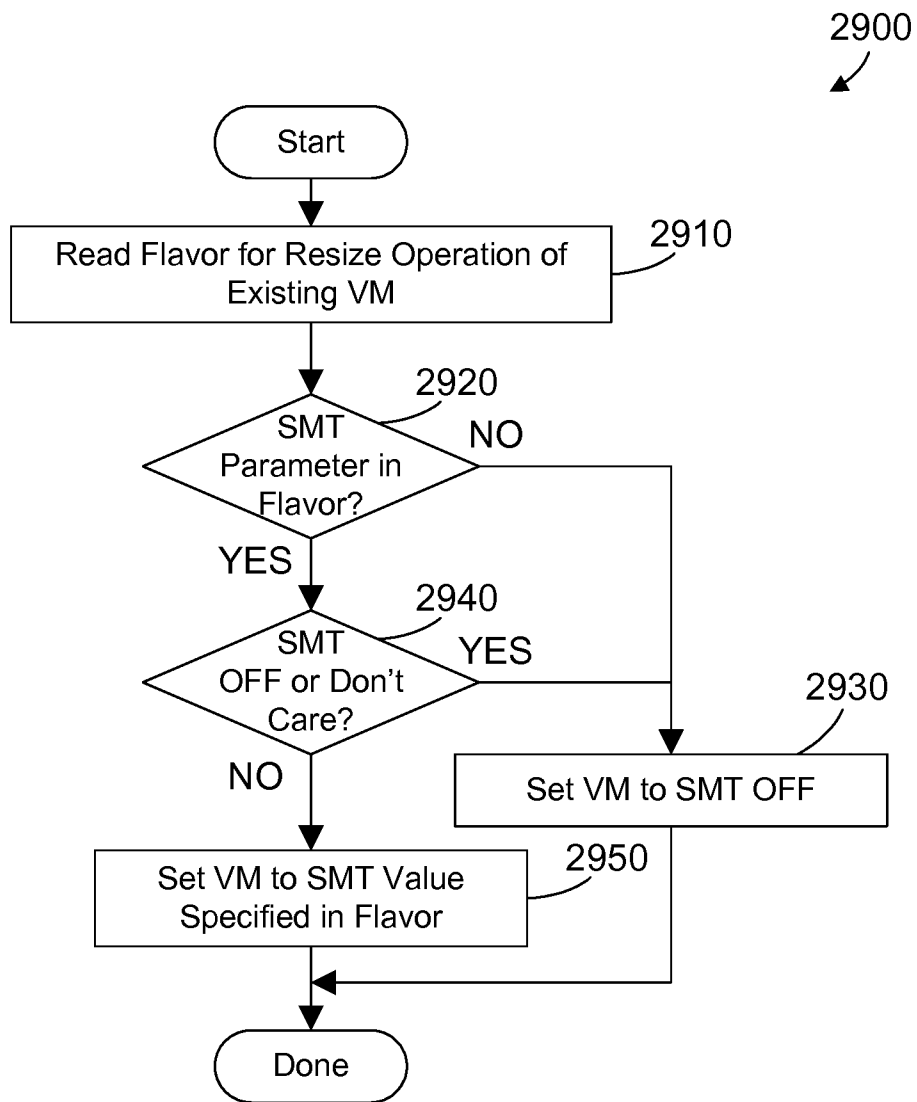 2900
Start
Read Flavor for Resize Operation of
Existing VM
2910
SMT
Parameter in
Flavor?
2920
NO
YES
SMT
OFF or Don't
Care?
2940
YES
NO
Set VM to SMT OFF
2930
Set VM to SMT Value
Specified in Flavor
2950
Done